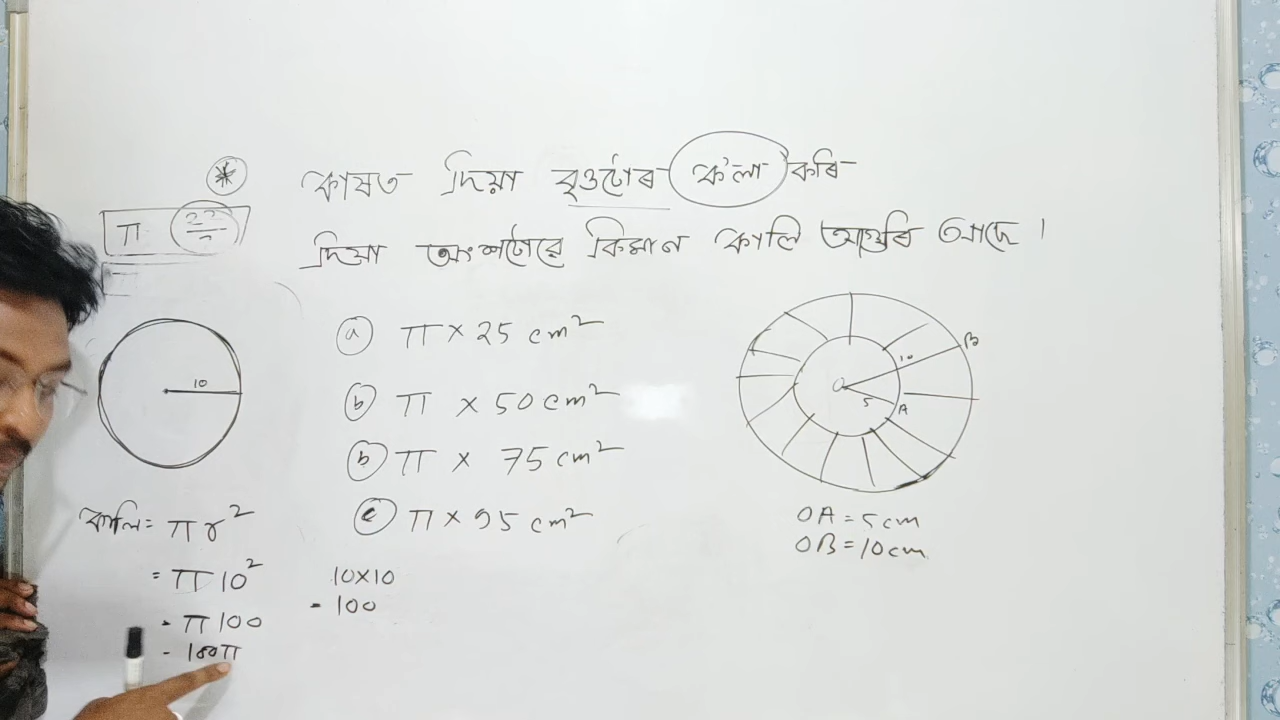 কাষত দিয়া বৃত্তটোৰ ক'লা কৰি
দিয়া অংশটোৱে কিমান কালি আগুৰি আছে।
π 22/7
ⓐ π × 25 cm²
ⓑ π × 50 cm²
ⓑ π × 75 cm²
ⓒ π × 95 cm²
10
কালি = πr²
= π 10²
= π 100
= 100π
10×10
= 100
O
10
B
5
A
OA = 5cm
OB = 10cm